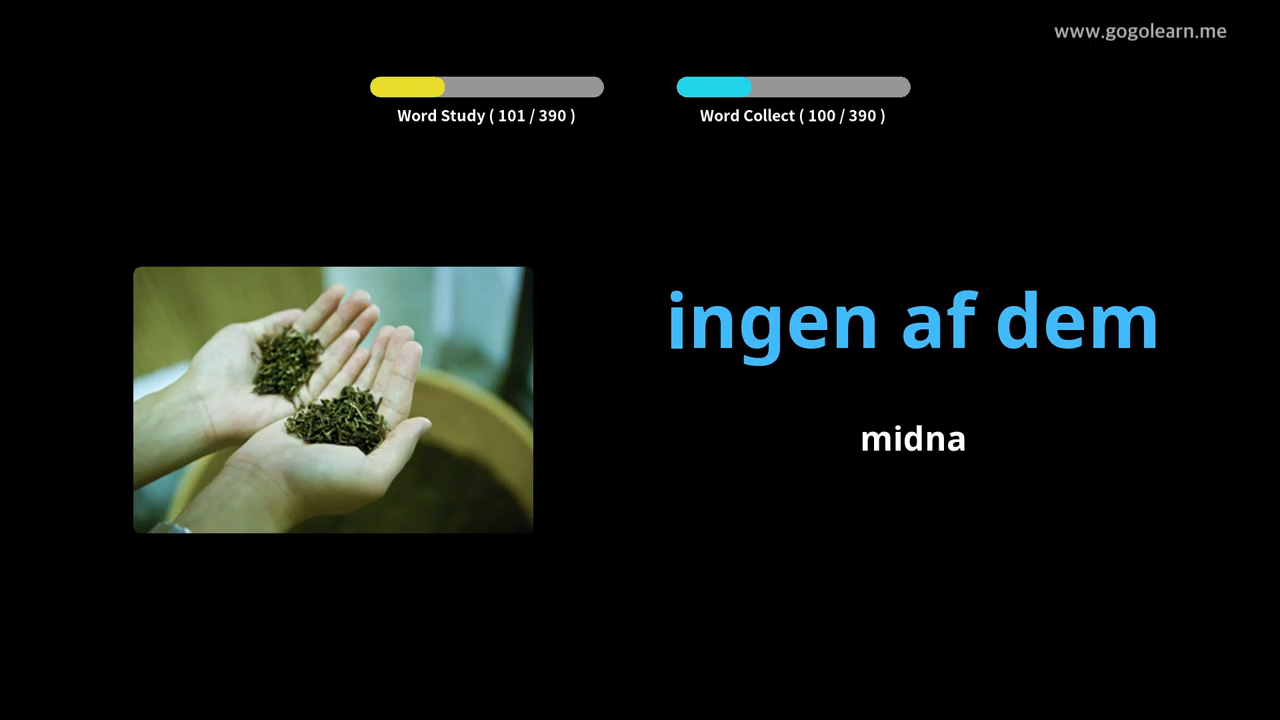 www.gogolearn.me
Word Study ( 101 / 390 )
Word Collect ( 100 / 390 )
ingen af dem
midna